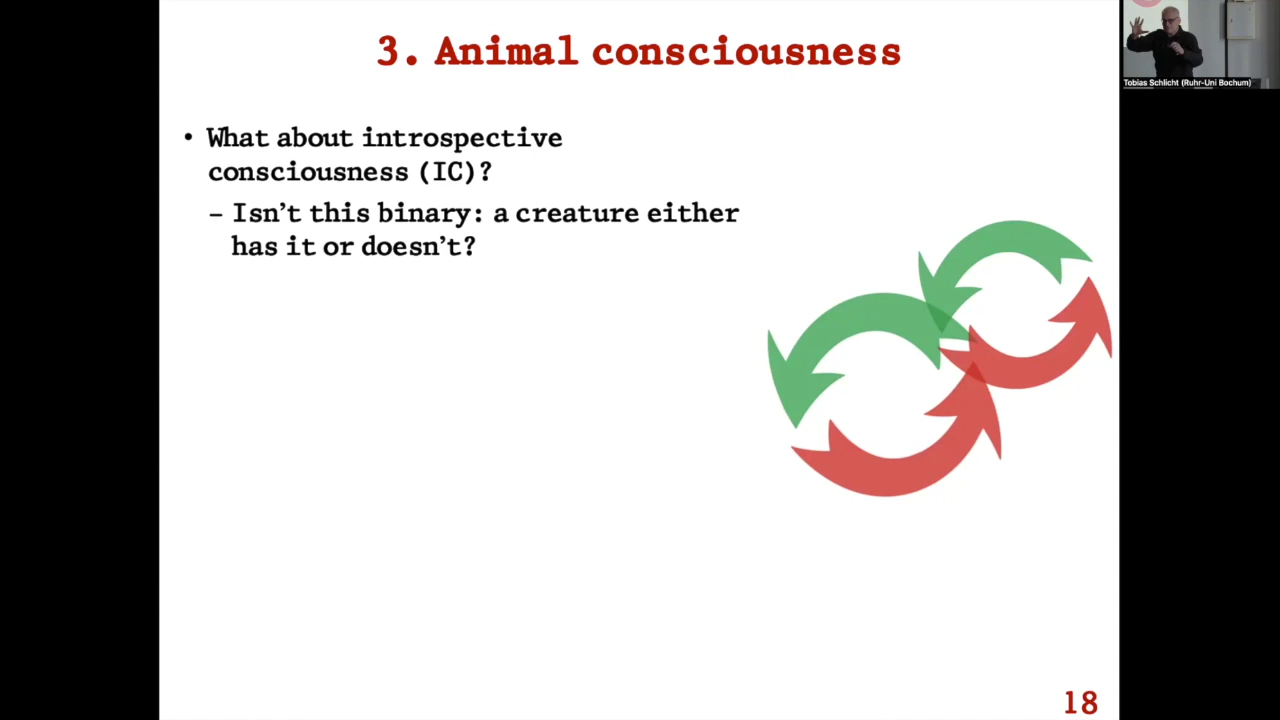 3. Animal consciousness
Tobias Schlicht (Ruhr-Uni Bochum)
• What about introspective
consciousness (IC)?
– Isn't this binary: a creature either
has it or doesn't?
18